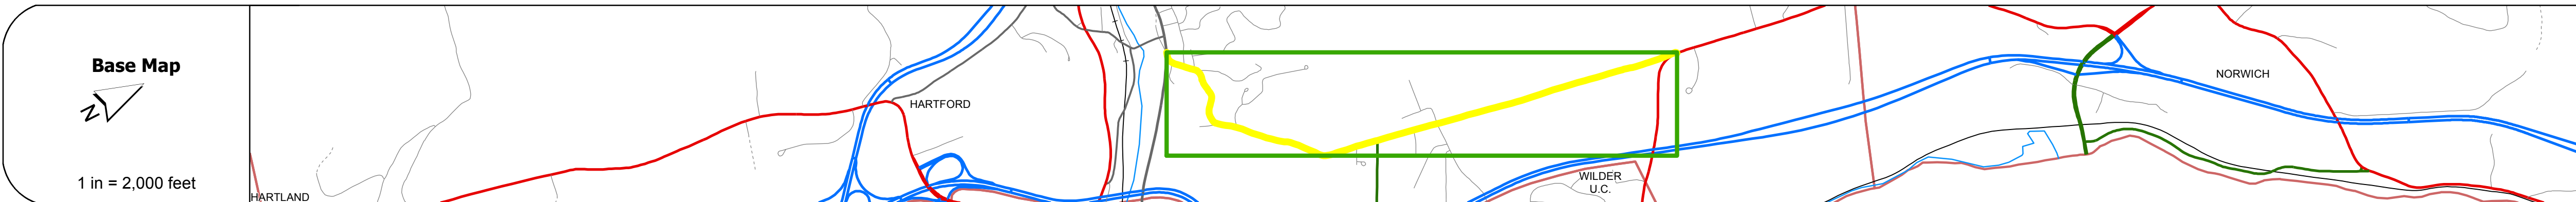 Base Map
N
1 in = 2,000 feet
HARTLAND
HARTFORD
WILDER
U.C.
NORWICH